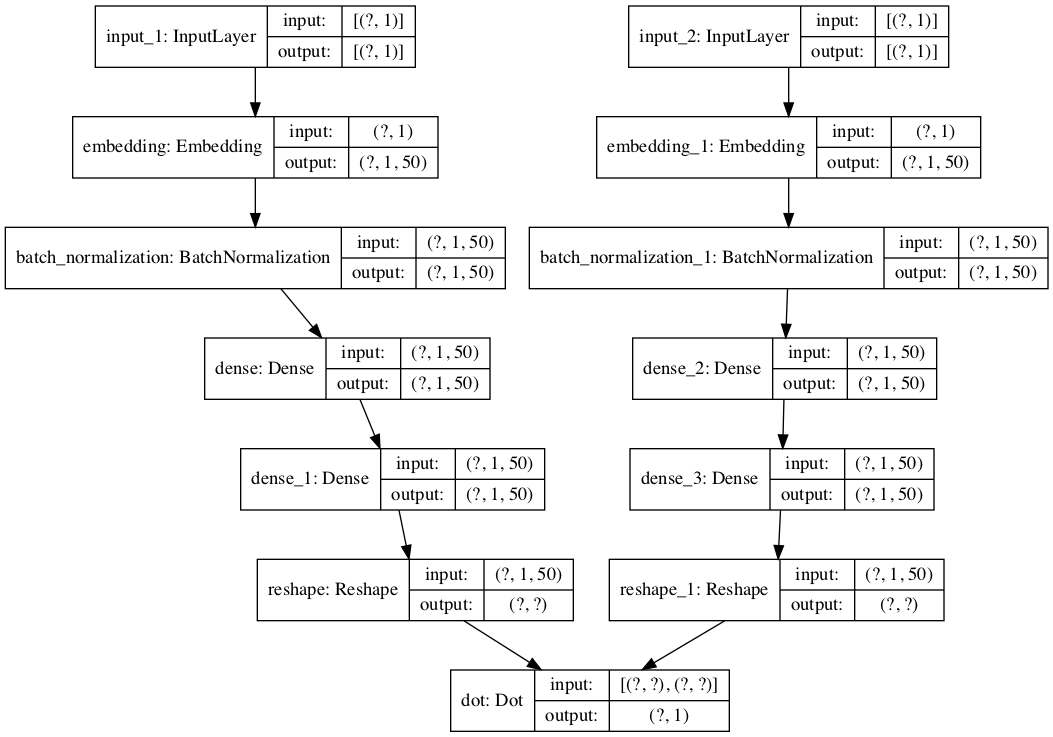 input_1: InputLayer
input: [(?, 1)]
output: [(?, 1)]
input_2: InputLayer
input: [(?, 1)]
output: [(?, 1)]
embedding: Embedding
input: (?, 1)
output: (?, 1, 50)
embedding_1: Embedding
input: (?, 1)
output: (?, 1, 50)
batch_normalization: BatchNormalization
input: (?, 1, 50)
output: (?, 1, 50)
batch_normalization_1: BatchNormalization
input: (?, 1, 50)
output: (?, 1, 50)
dense: Dense
input: (?, 1, 50)
output: (?, 1, 50)
dense_2: Dense
input: (?, 1, 50)
output: (?, 1, 50)
dense_1: Dense
input: (?, 1, 50)
output: (?, 1, 50)
dense_3: Dense
input: (?, 1, 50)
output: (?, 1, 50)
reshape: Reshape
input: (?, 1, 50)
output: (?, ?)
reshape_1: Reshape
input: (?, 1, 50)
output: (?, ?)
dot: Dot
input: [(?, ?), (?, ?)]
output: (?, 1)